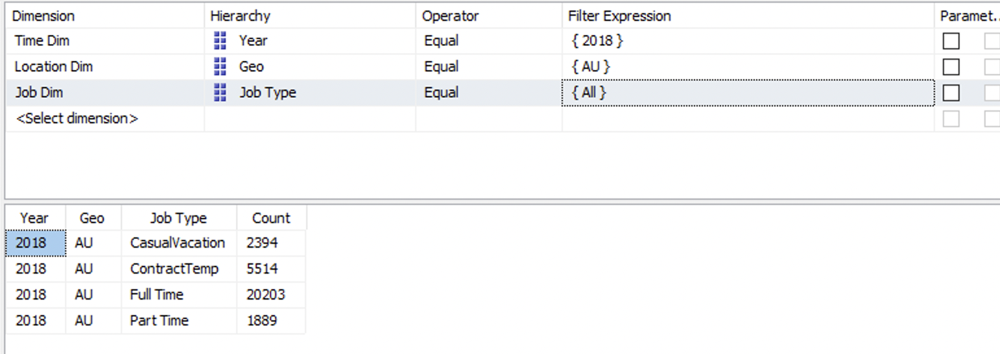 Dimension Hierarchy Operator Filter Expression Paramet..
Time Dim Year Equal { 2018 }
Location Dim Geo Equal { AU }
Job Dim Job Type Equal { All }
<Select dimension>
Year Geo Job Type Count
2018 AU CasualVacation 2394
2018 AU ContractTemp 5514
2018 AU Full Time 20203
2018 AU Part Time 1889